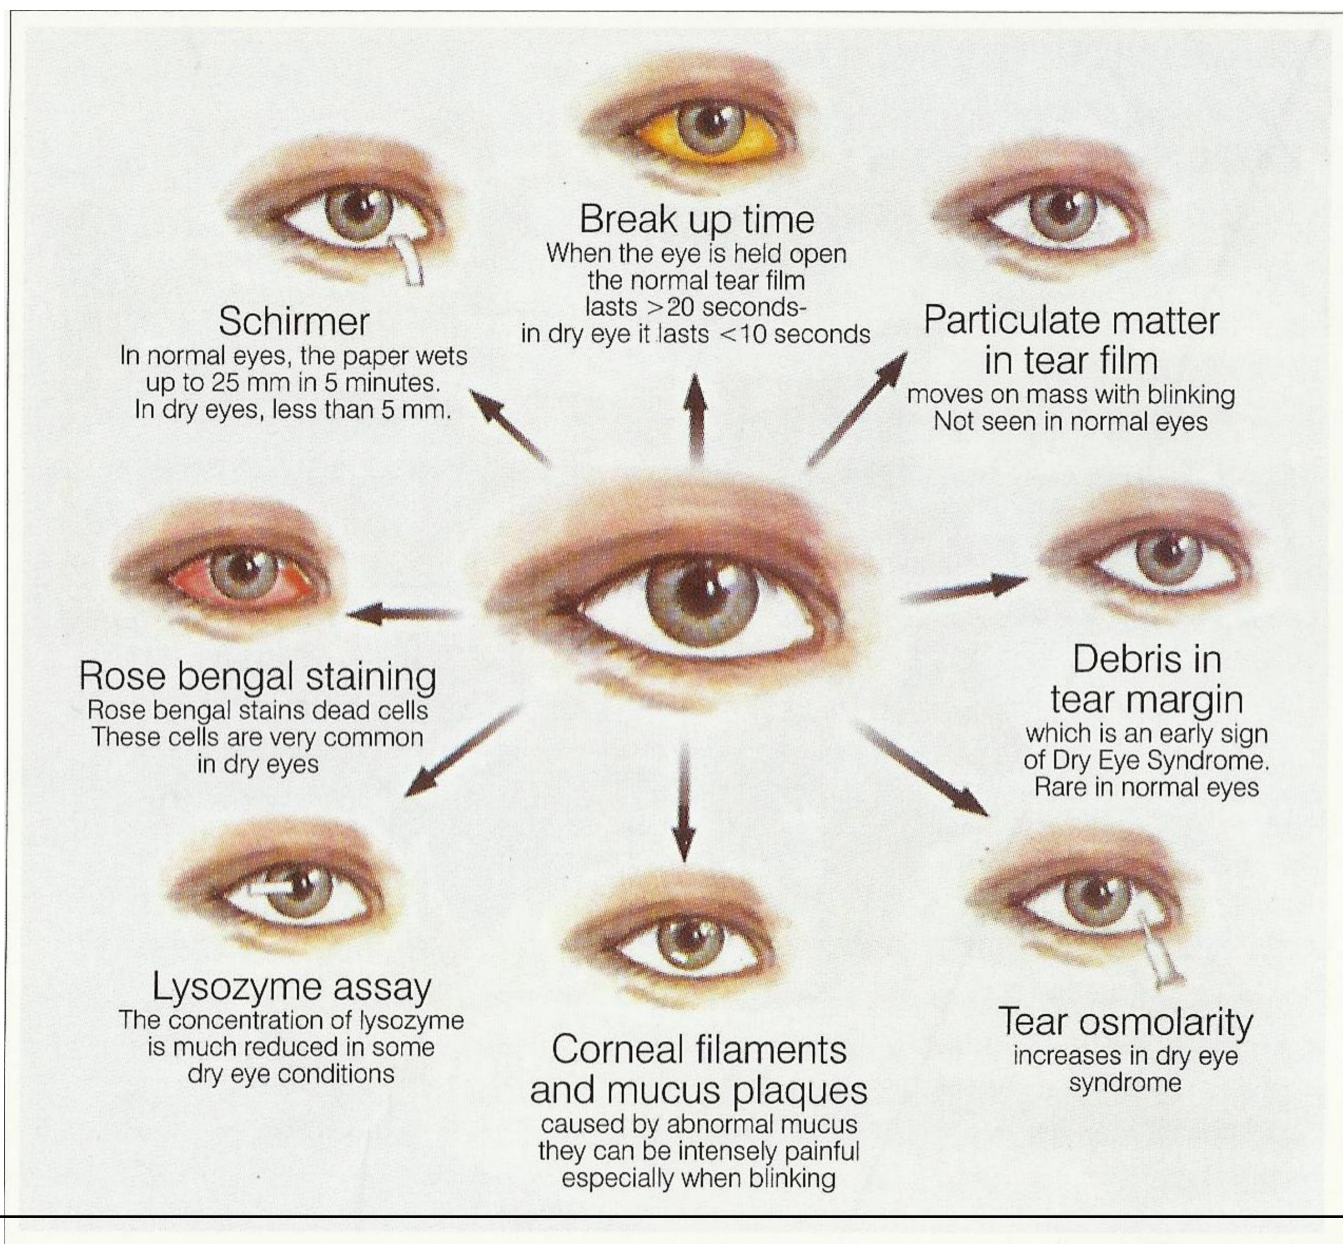 Break up time
When the eye is held open
the normal tear film
lasts >20 seconds-
in dry eye it lasts <10 seconds
Schirmer
In normal eyes, the paper wets
up to 25 mm in 5 minutes.
In dry eyes, less than 5 mm.
Particulate matter
in tear film
moves on mass with blinking
Not seen in normal eyes
Rose bengal staining
Rose bengal stains dead cells
These cells are very common
in dry eyes
Debris in
tear margin
which is an early sign
of Dry Eye Syndrome.
Rare in normal eyes
Lysozyme assay
The concentration of lysozyme
is much reduced in some
dry eye conditions
Corneal filaments
and mucus plaques
caused by abnormal mucus
they can be intensely painful
especially when blinking
Tear osmolarity
increases in dry eye
syndrome